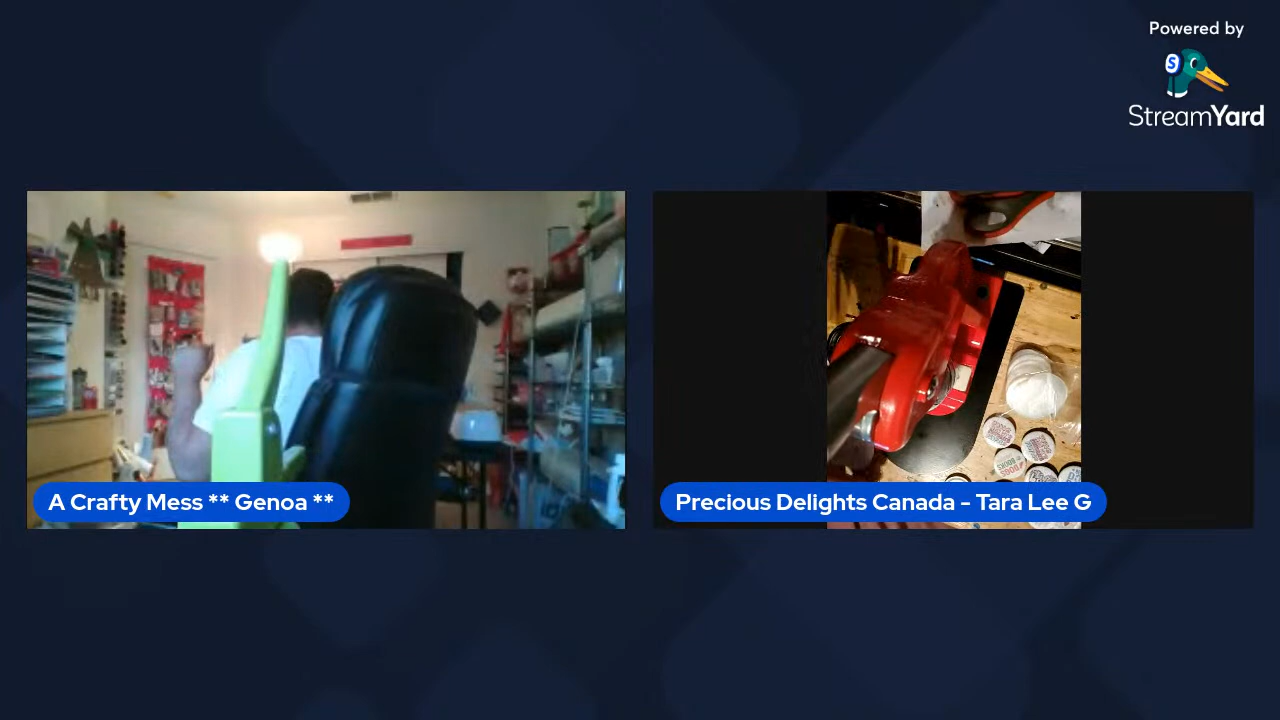 Powered by
S
StreamYard
A Crafty Mess ** Genoa **
Precious Delights Canada - Tara Lee G